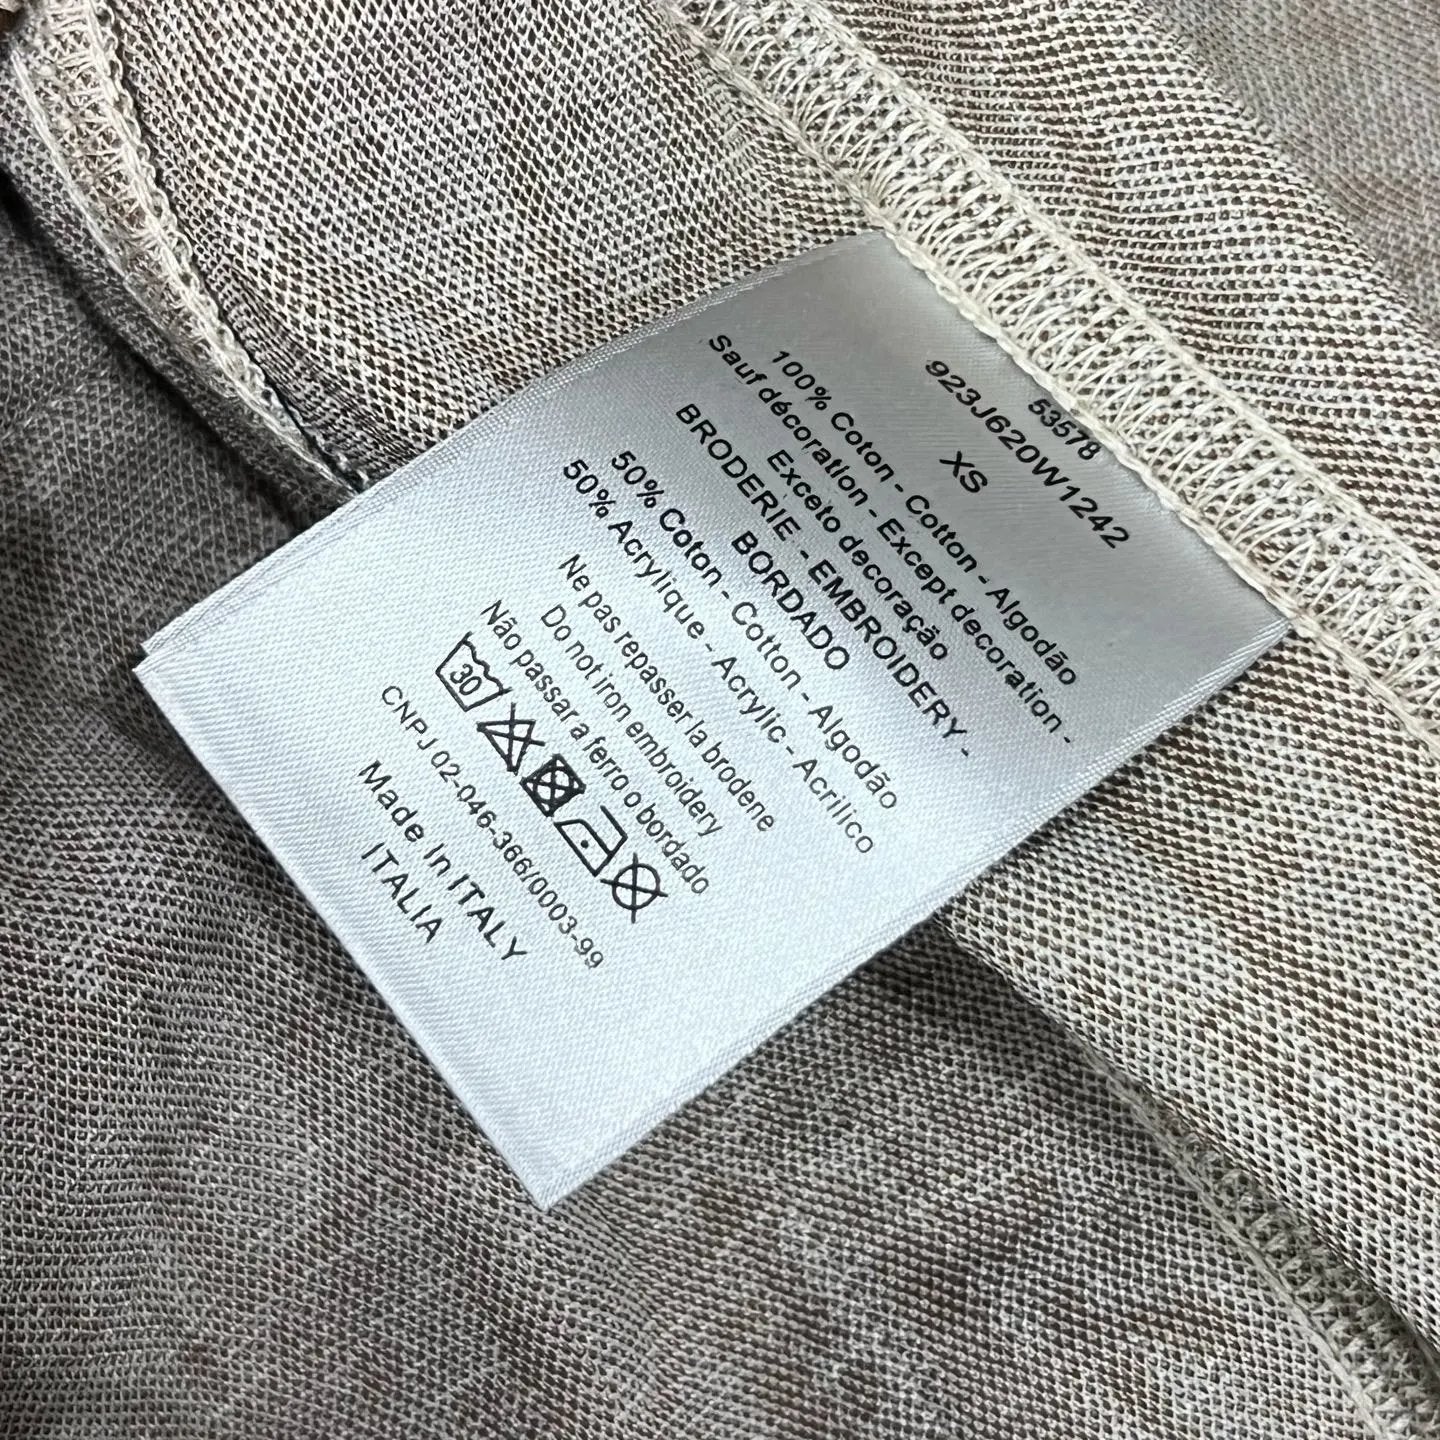 53578
923J620W1242
XS
100% Coton - Cotton - Algodão
Sauf décoration - Except decoration -
Exceto decoração
BRODERIE - EMBROIDERY -
BORDADO
50% Coton - Cotton - Algodão
50% Acrylique - Acrylic - Acrilico
Ne pas repasser la brodene
Do not iron embroidery
Não passar a ferro o bordado
30
CNPJ 02-046-366/0003-99
Made In ITALY
ITALIA